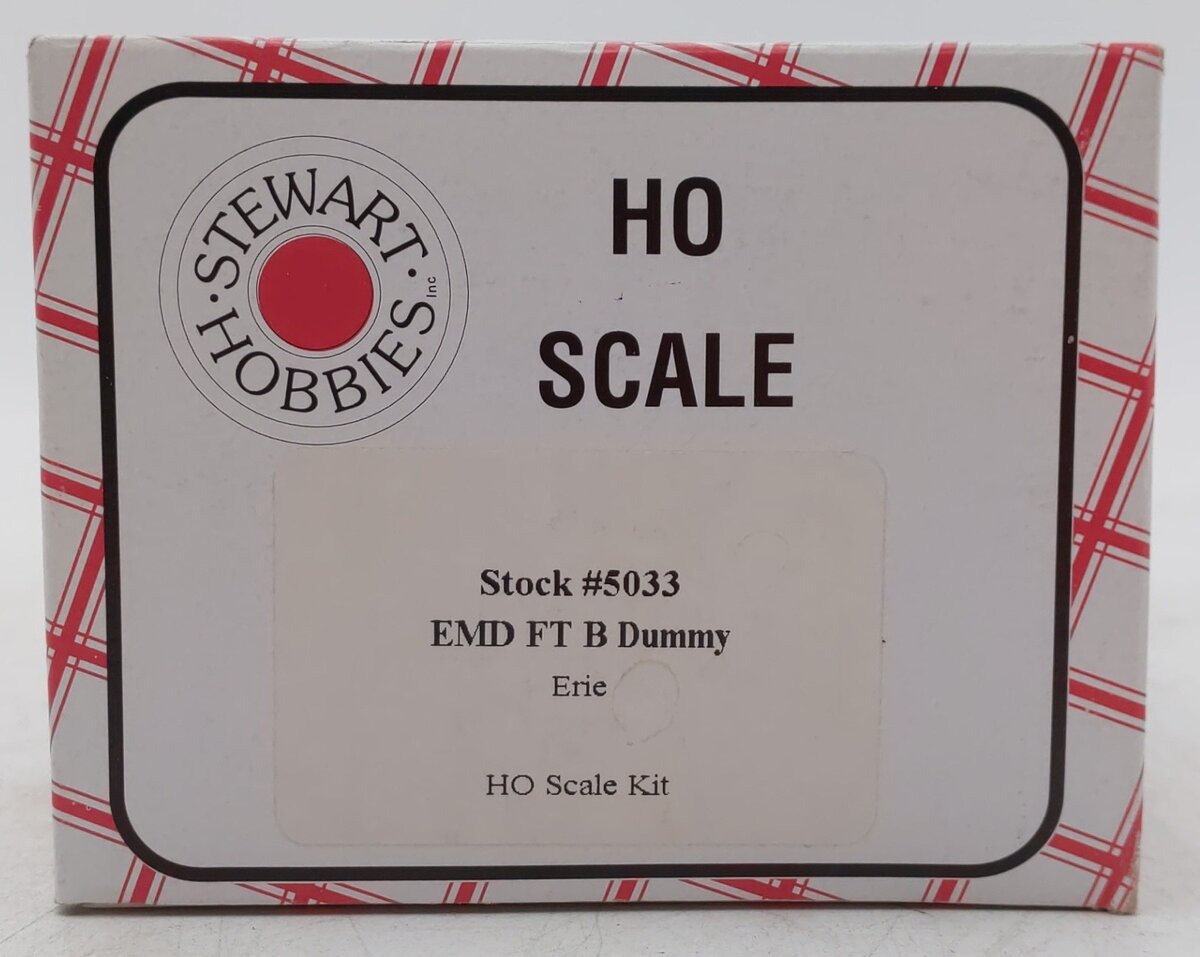 ·STEWART·
HOBBIES Inc
HO
SCALE
Stock #5033
EMD FT B Dummy
Erie
HO Scale Kit